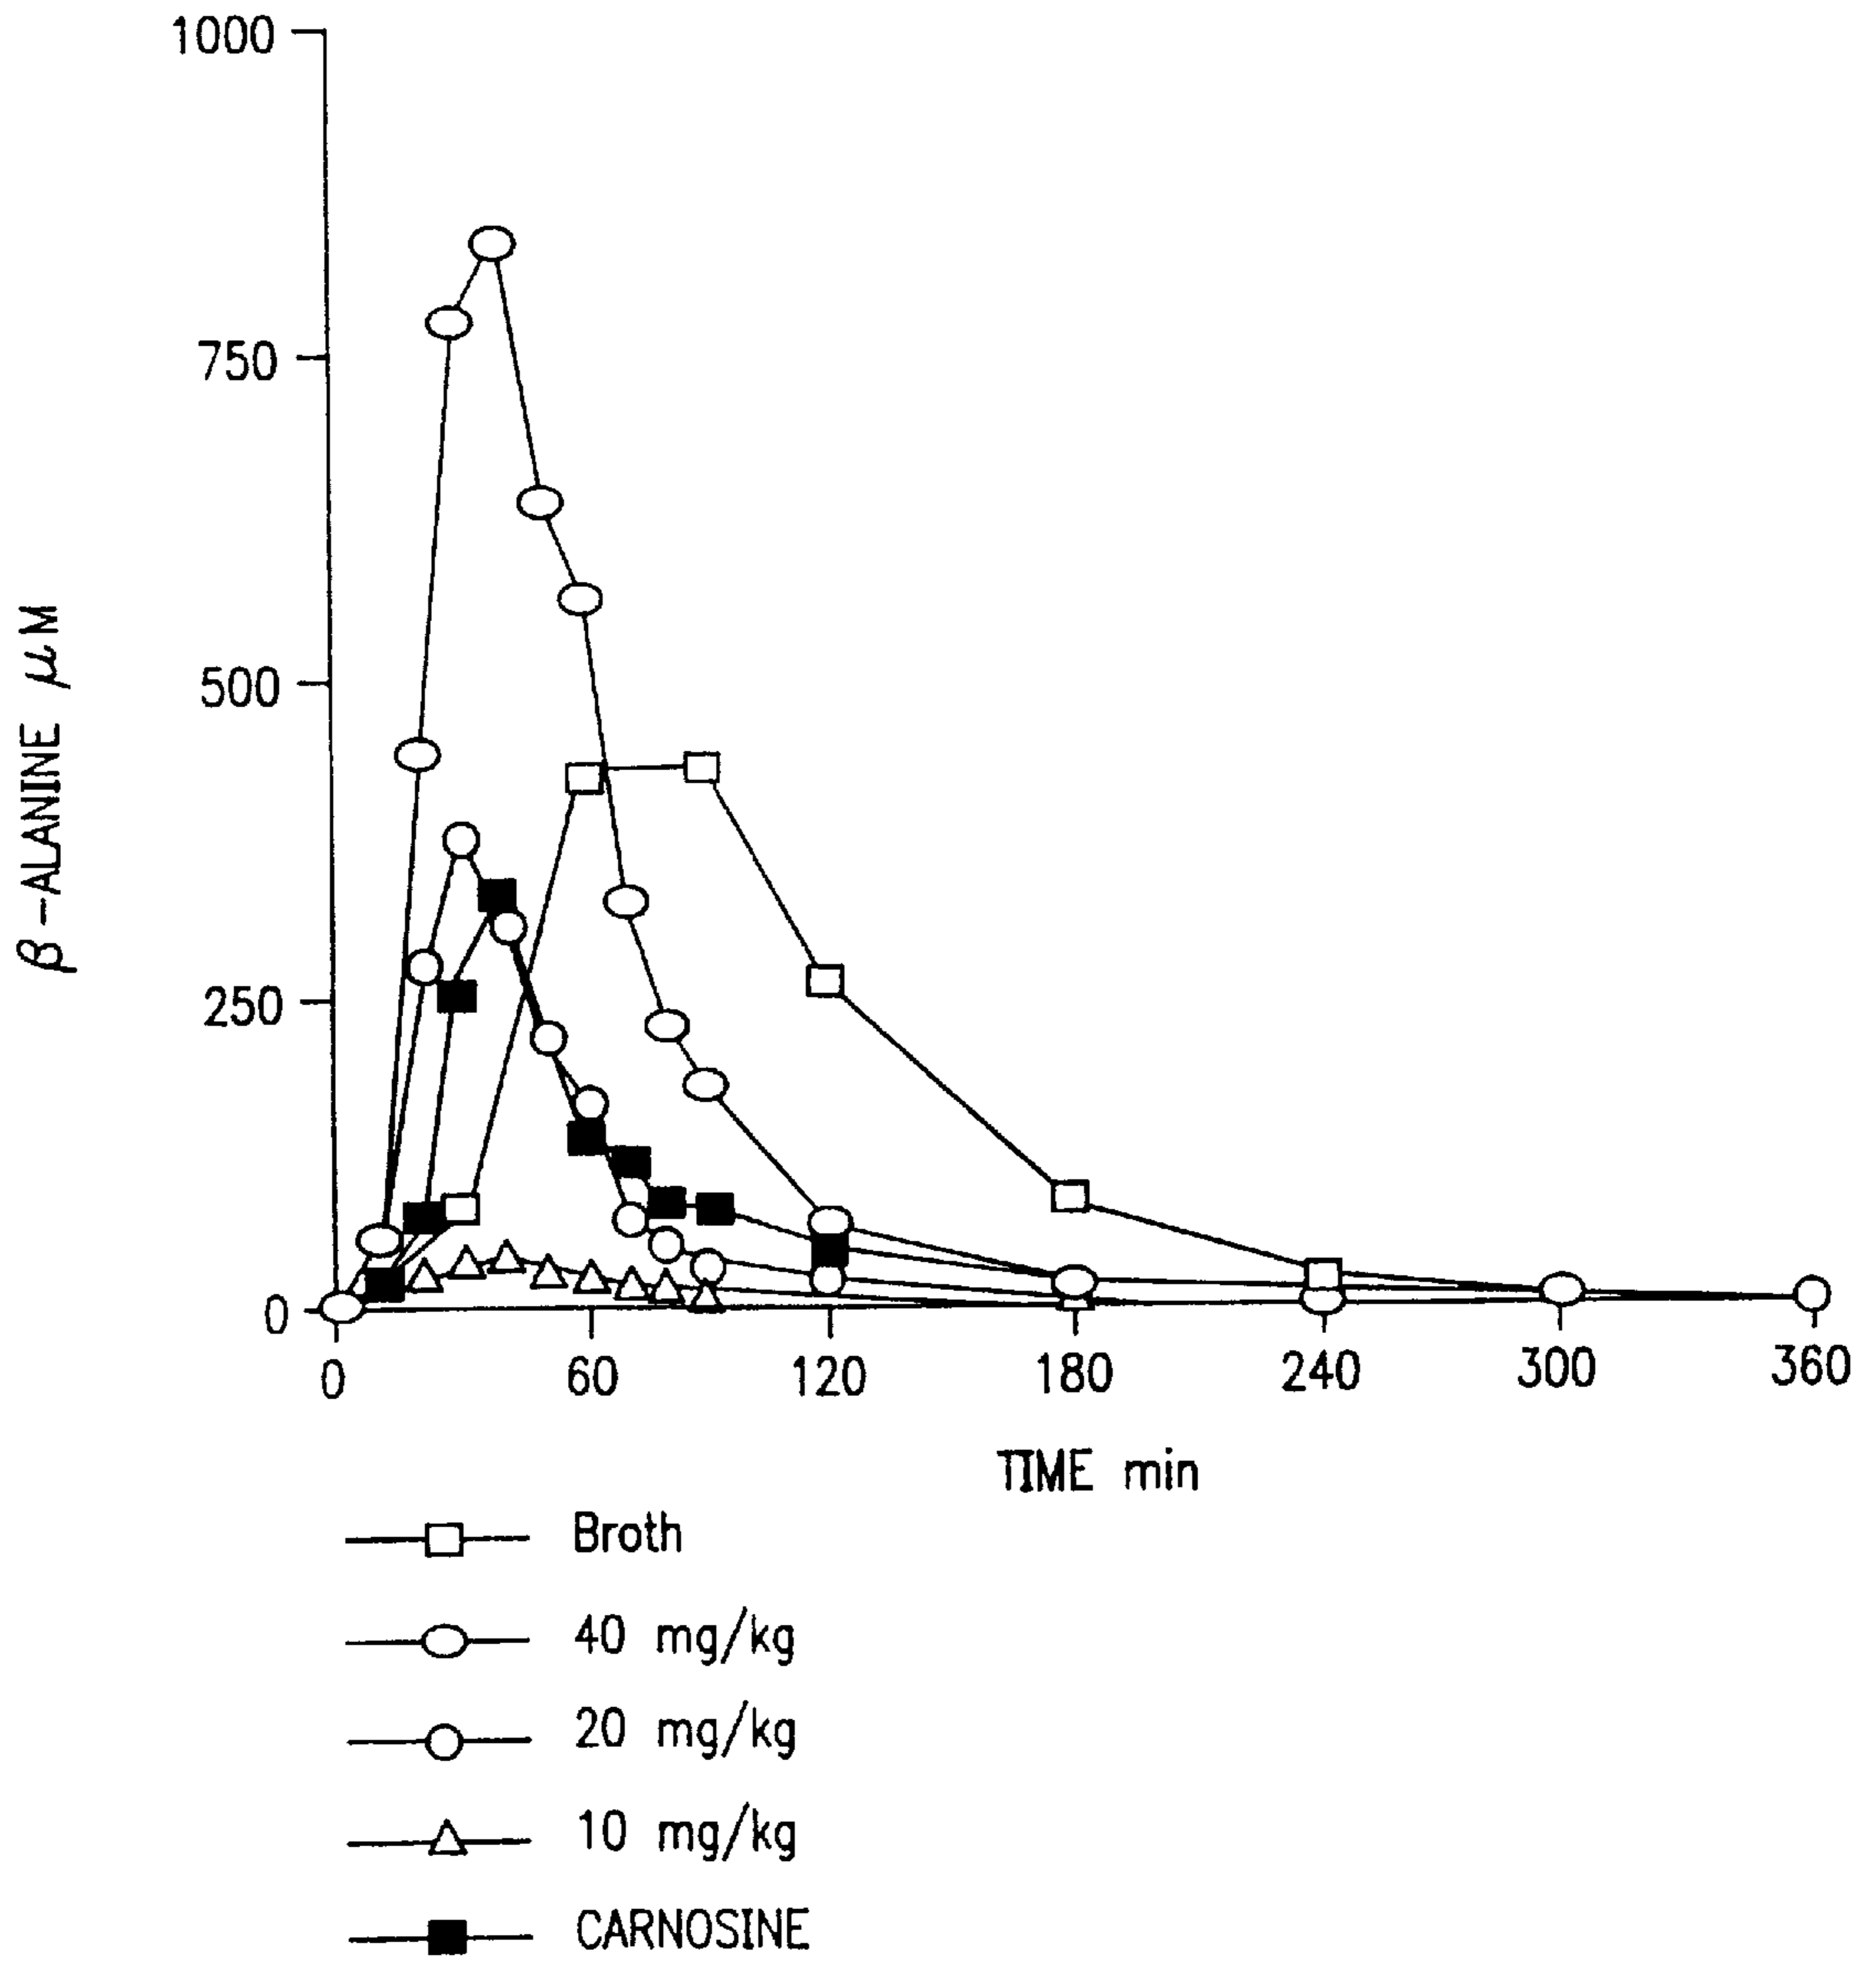 1000
750
500
250
0
β-ALANINE μM
0 60 120 180 240 300 360
TIME min
Broth
40 mg/kg
20 mg/kg
10 mg/kg
CARNOSINE